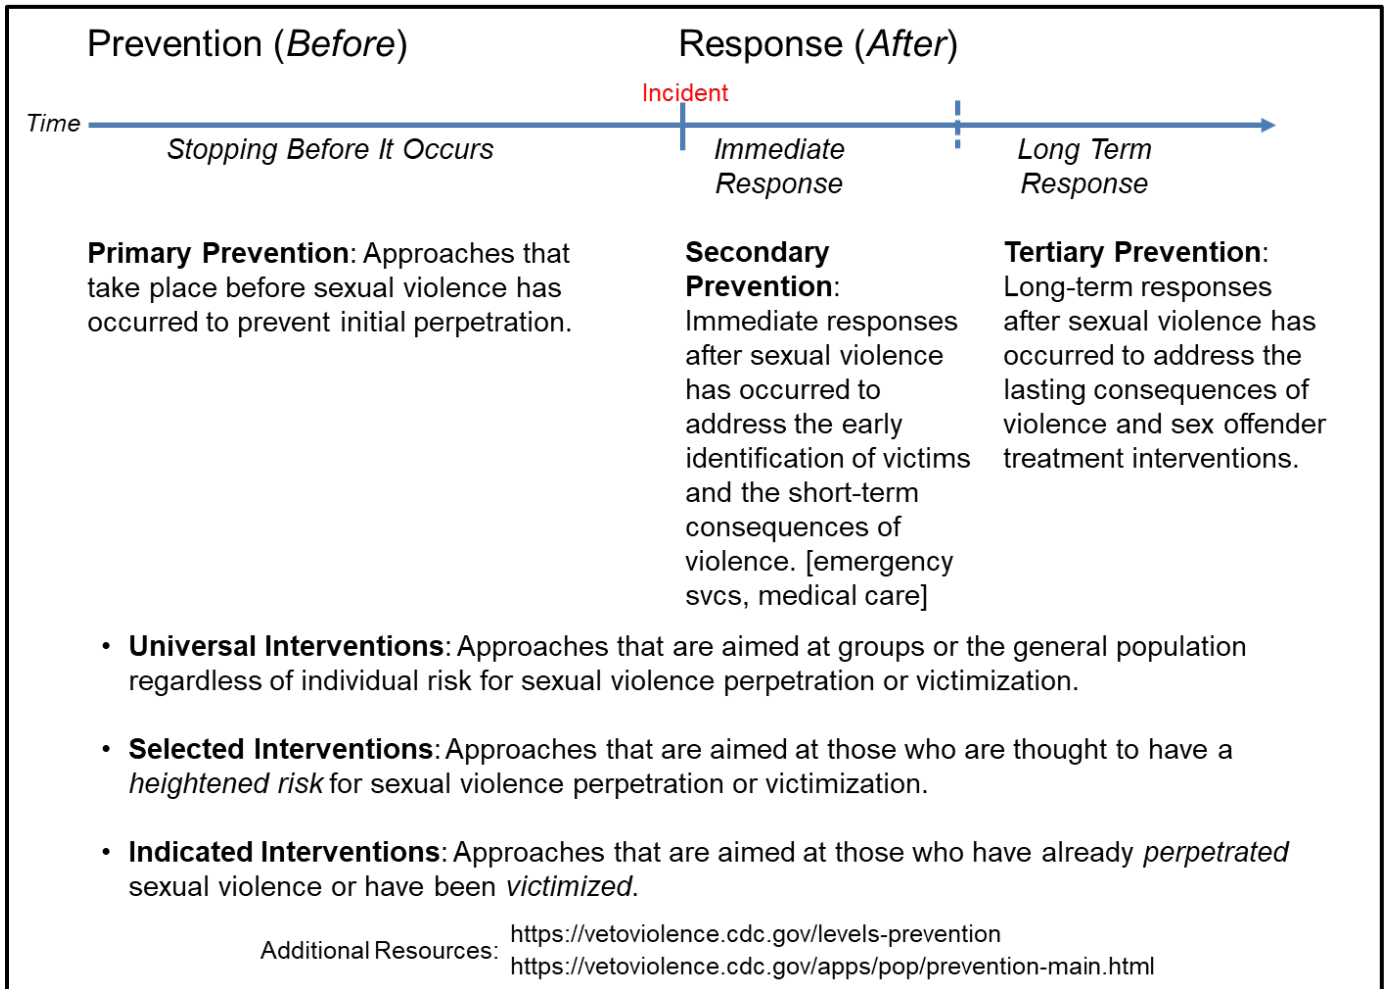 Prevention (Before)
Response (After)
Incident
Time
Stopping Before It Occurs
Immediate
Response
Long Term
Response
Primary Prevention: Approaches that
take place before sexual violence has
occurred to prevent initial perpetration.
Secondary
Prevention:
Immediate responses
after sexual violence
has occurred to
address the early
identification of victims
and the short-term
consequences of
violence. [emergency
svcs, medical care]
Tertiary Prevention:
Long-term responses
after sexual violence has
occurred to address the
lasting consequences of
violence and sex offender
treatment interventions.
• Universal Interventions: Approaches that are aimed at groups or the general population
regardless of individual risk for sexual violence perpetration or victimization.
• Selected Interventions: Approaches that are aimed at those who are thought to have a
heightened risk for sexual violence perpetration or victimization.
• Indicated Interventions: Approaches that are aimed at those who have already perpetrated
sexual violence or have been victimized.
Additional Resources:
https://vetoviolence.cdc.gov/levels-prevention
https://vetoviolence.cdc.gov/apps/pop/prevention-main.html